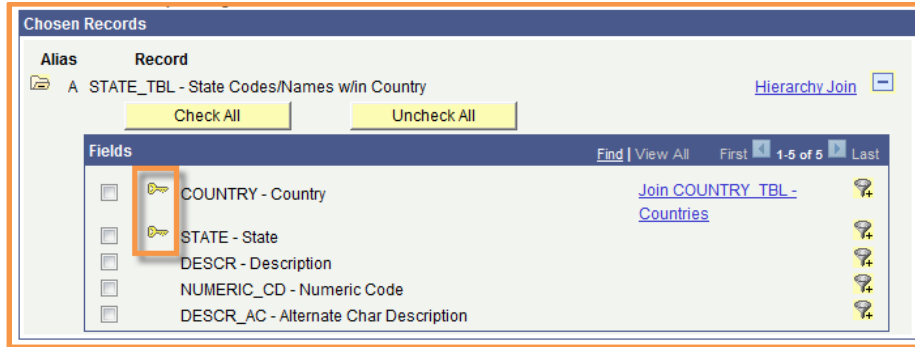 Chosen Records
Alias Record
A STATE_TBL - State Codes/Names w/in Country Hierarchy Join
Check All Uncheck All
Fields Find | View All First 1-5 of 5 Last
COUNTRY - Country Join COUNTRY_TBL -
Countries
STATE - State
DESCR - Description
NUMERIC_CD - Numeric Code
DESCR_AC - Alternate Char Description